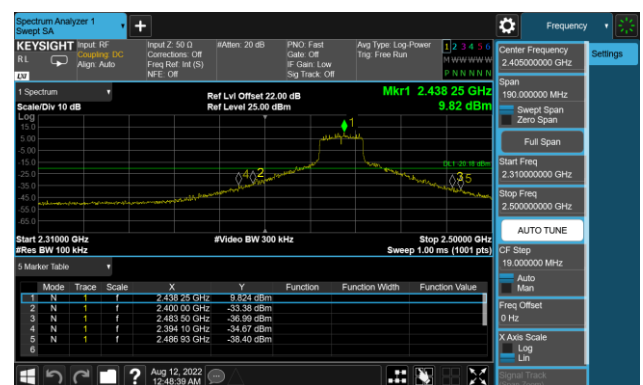 Spectrum Analyzer 1
Swept SA
Frequency
KEYSIGHT
RL
LXI
Input: RF
Coupling: DC
Align: Auto
Input Z: 50 Ω
Corrections: Off
Freq Ref: Int (S)
NFE: Off
#Atten: 20 dB
PNO: Fast
Gate: Off
IF Gain: Low
Sig Track: Off
Avg Type: Log-Power
Trig: Free Run
1 2 3 4 5 6
M W W W W W
P N N N N N
1 Spectrum
Scale/Div 10 dB
Ref Lvl Offset 22.00 dB
Ref Level 25.00 dBm
Mkr1 2.438 25 GHz
9.82 dBm
Log
15.0
5.00
-5.00
-15.0
-25.0
-35.0
-45.0
-55.0
-65.0
1
4
2
3
5
DL1 -20.18 dBm
Start 2.31000 GHz
#Res BW 100 kHz
#Video BW 300 kHz
Stop 2.50000 GHz
Sweep 1.00 ms (1001 pts)
5 Marker Table
Mode Trace Scale X Y Function Function Width Function Value
1 N 1 f 2.438 25 GHz 9.824 dBm
2 N 1 f 2.400 00 GHz -33.38 dBm
3 N 1 f 2.483 50 GHz -36.99 dBm
4 N 1 f 2.394 10 GHz -34.67 dBm
5 N 1 f 2.486 93 GHz -38.40 dBm
6
Aug 12, 2022
12:48:39 AM
?
Center Frequency
2.405000000 GHz
Settings
Span
190.000000 MHz
Swept Span
Zero Span
Full Span
Start Freq
2.310000000 GHz
Stop Freq
2.500000000 GHz
AUTO TUNE
CF Step
19.000000 MHz
Auto
Man
Freq Offset
0 Hz
X Axis Scale
Log
Lin
Signal Track